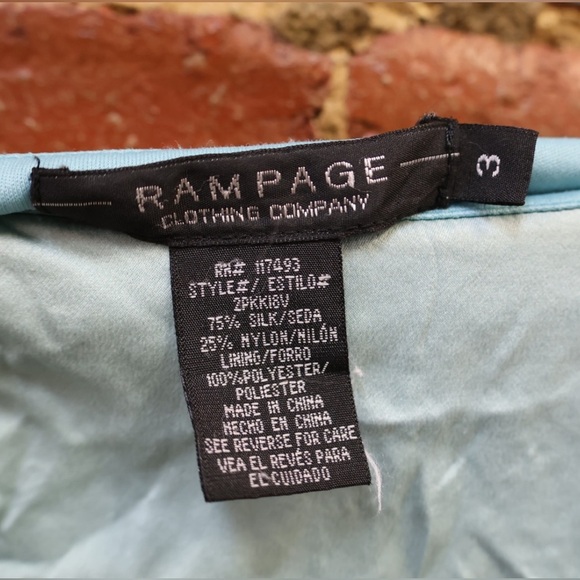 RAMPAGE
CLOTHING COMPANY
3
RN# 117493
STYLE#/ ESTILO#
2PKK18V
75% SILK/SEDA
25% NYLON/NILÓN
LINING/FORRO
100%POLYESTER/
POLIESTER
MADE IN CHINA
HECHO EN CHINA
SEE REVERSE FOR CARE
VEA EL REVÉS PARA
EL CUIDADO